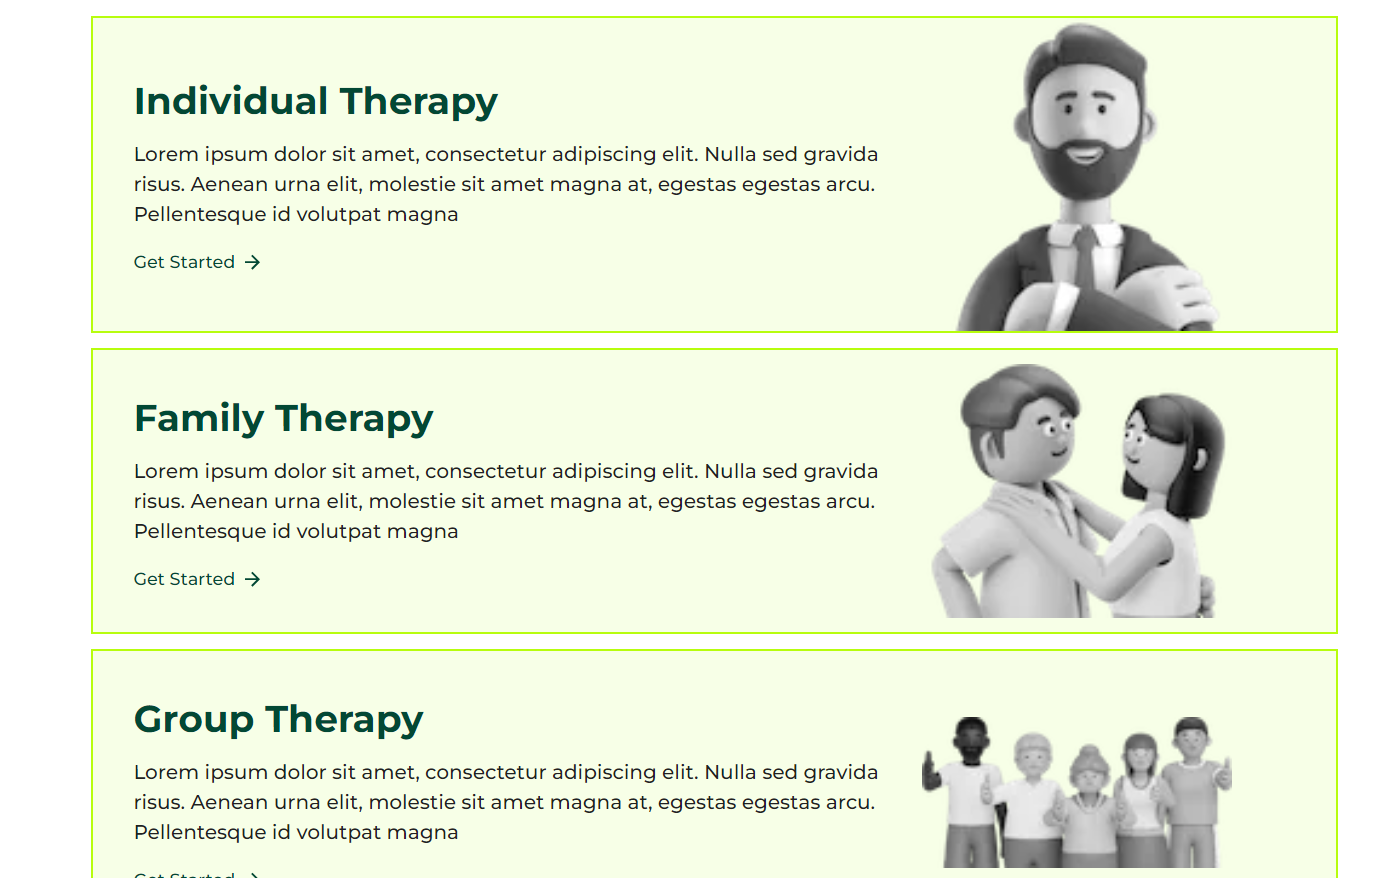 Individual Therapy
Lorem ipsum dolor sit amet, consectetur adipiscing elit. Nulla sed gravida
risus. Aenean urna elit, molestie sit amet magna at, egestas egestas arcu.
Pellentesque id volutpat magna
Get Started
Family Therapy
Lorem ipsum dolor sit amet, consectetur adipiscing elit. Nulla sed gravida
risus. Aenean urna elit, molestie sit amet magna at, egestas egestas arcu.
Pellentesque id volutpat magna
Get Started
Group Therapy
Lorem ipsum dolor sit amet, consectetur adipiscing elit. Nulla sed gravida
risus. Aenean urna elit, molestie sit amet magna at, egestas egestas arcu.
Pellentesque id volutpat magna
Get Started